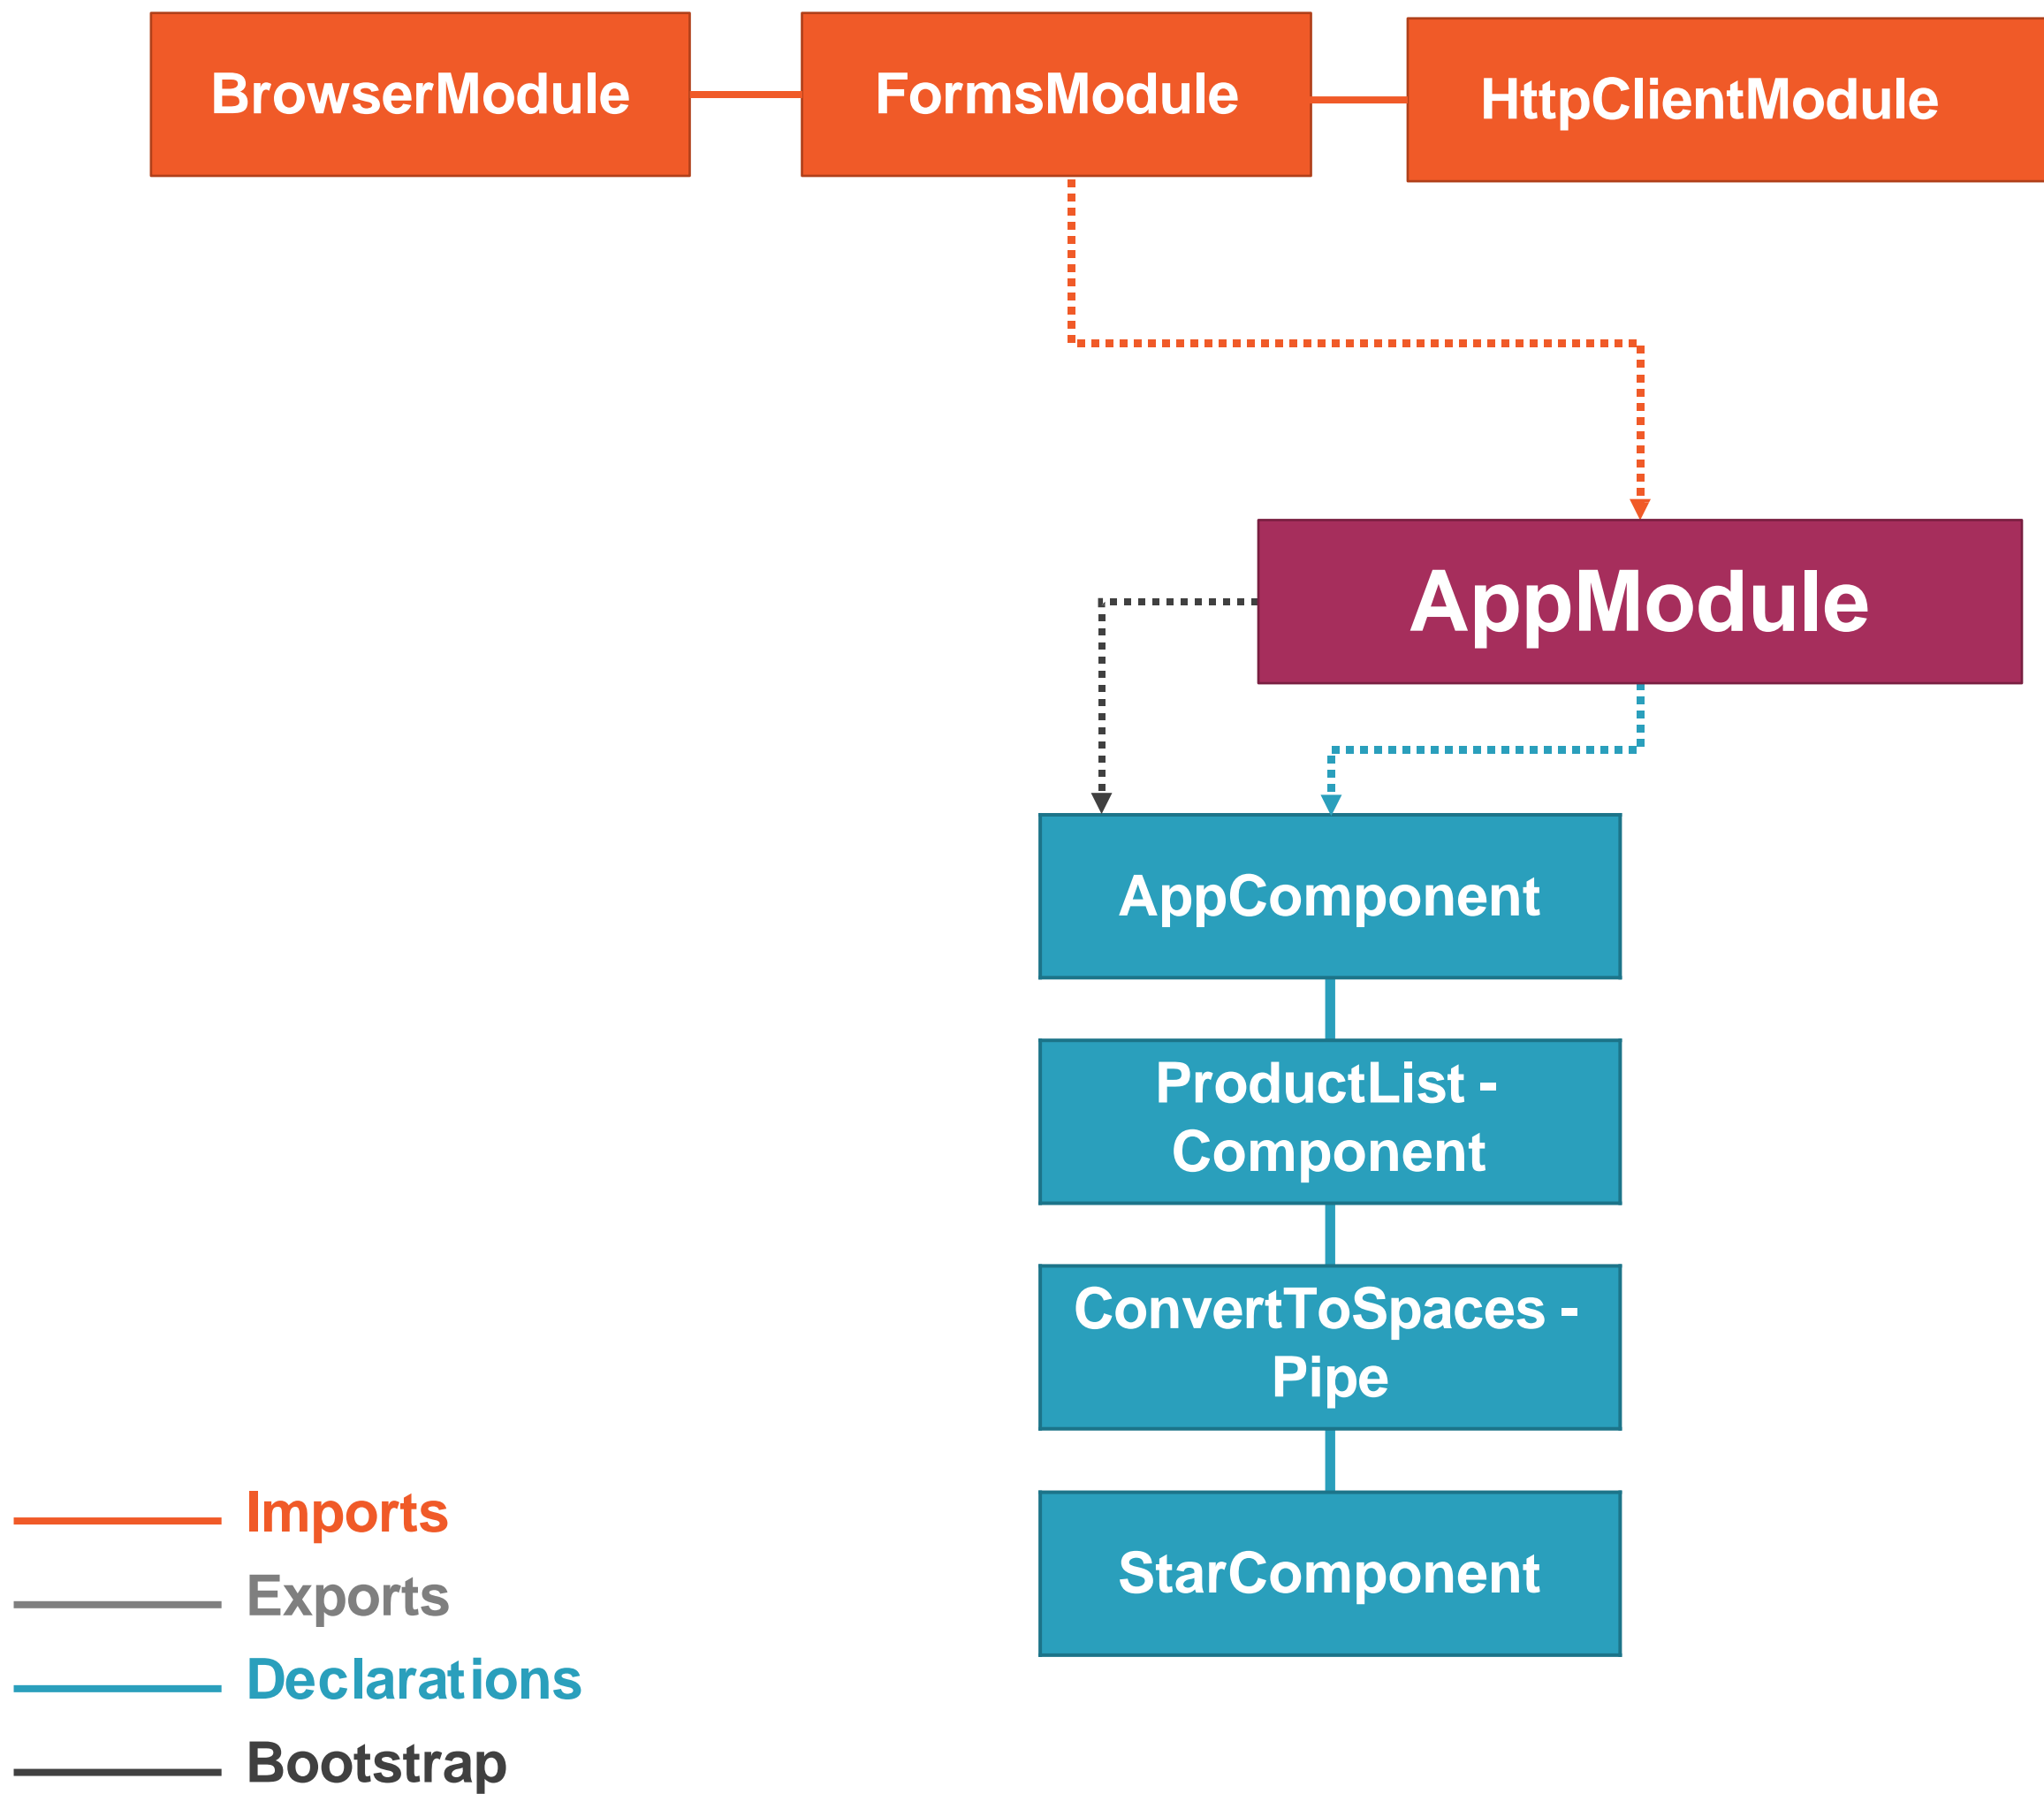 BrowserModule
FormsModule
HttpClientModule
AppModule
AppComponent
ProductList -
Component
ConvertToSpaces -
Pipe
StarComponent
Imports
Exports
Declarations
Bootstrap